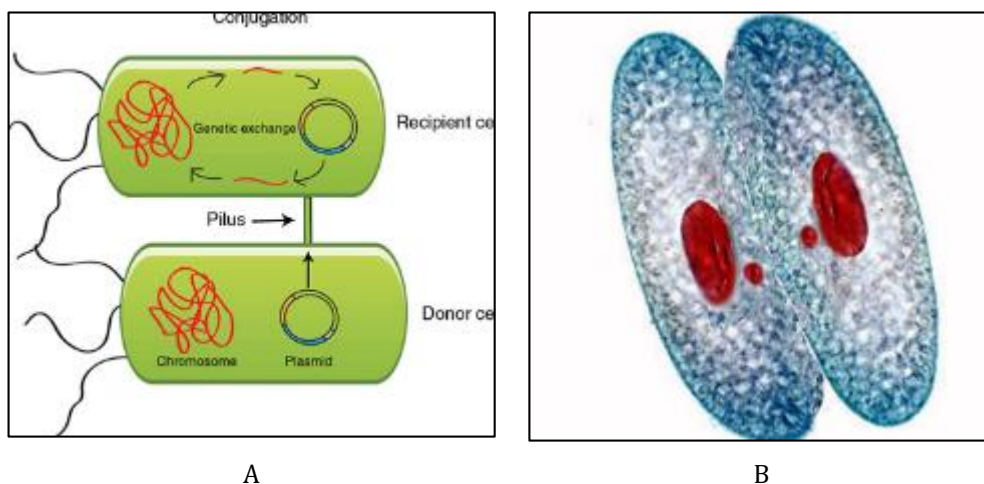 Conjugation
Genetic exchange
Recipient ce
Pilus
Donor ce
Chromosome
Plasmid
A
B